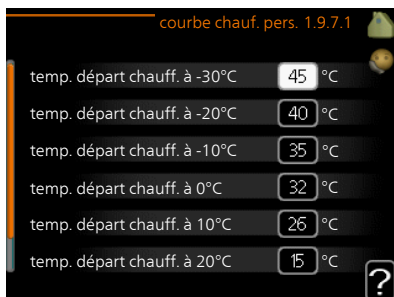 courbe chauf. pers. 1.9.7.1
temp. départ chauff. à -30°C 45 °C
temp. départ chauff. à -20°C 40 °C
temp. départ chauff. à -10°C 35 °C
temp. départ chauff. à 0°C 32 °C
temp. départ chauff. à 10°C 26 °C
temp. départ chauff. à 20°C 15 °C
?